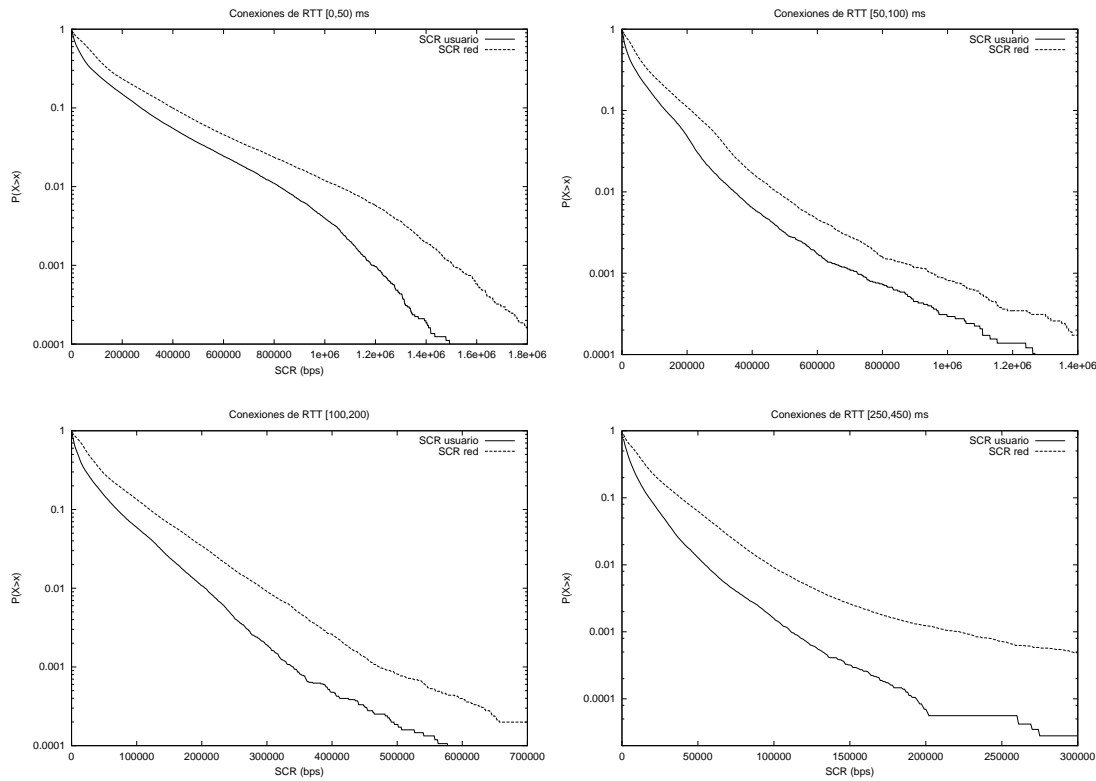 Conexiones de RTT [0,50) ms
SCR usuario
SCR red
P(X>x)
1
0.1
0.01
0.001
0.0001
0 200000 400000 600000 800000 1e+06 1.2e+06 1.4e+06 1.6e+06 1.8e+06
SCR (bps)
Conexiones de RTT [50,100) ms
SCR usuario
SCR red
P(X>x)
1
0.1
0.01
0.001
0.0001
0 200000 400000 600000 800000 1e+06 1.2e+06 1.4e+06
SCR (bps)
Conexiones de RTT [100,200)
SCR usuario
SCR red
P(X>x)
1
0.1
0.01
0.001
0.0001
0 100000 200000 300000 400000 500000 600000 700000
SCR (bps)
Conexiones de RTT [250,450) ms
SCR usuario
SCR red
P(X>x)
1
0.1
0.01
0.001
0.0001
0 50000 100000 150000 200000 250000 300000
SCR (bps)